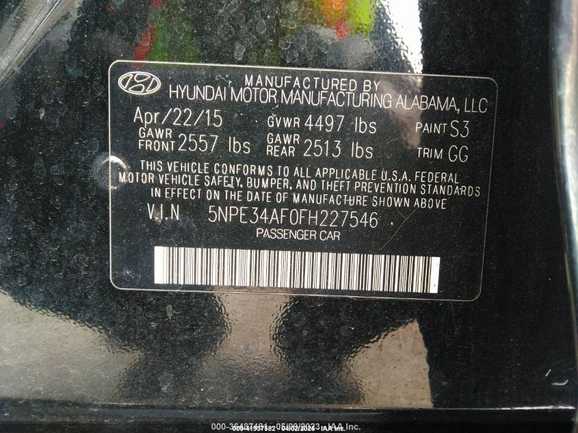 MANUFACTURED BY
HYUNDAI MOTOR MANUFACTURING ALABAMA, LLC
Apr/22/15 GVWR 4497 lbs PAINT S3
GAWR FRONT 2557 lbs GAWR REAR 2513 lbs TRIM GG
THIS VEHICLE CONFORMS TO ALL APPLICABLE U.S.A. FEDERAL
MOTOR VEHICLE SAFETY, BUMPER, AND THEFT PREVENTION STANDARDS
IN EFFECT ON THE DATE OF MANUFACTURE SHOWN ABOVE
V.I.N 5NPE34AF0FH227546
PASSENGER CAR
IAA Inc.